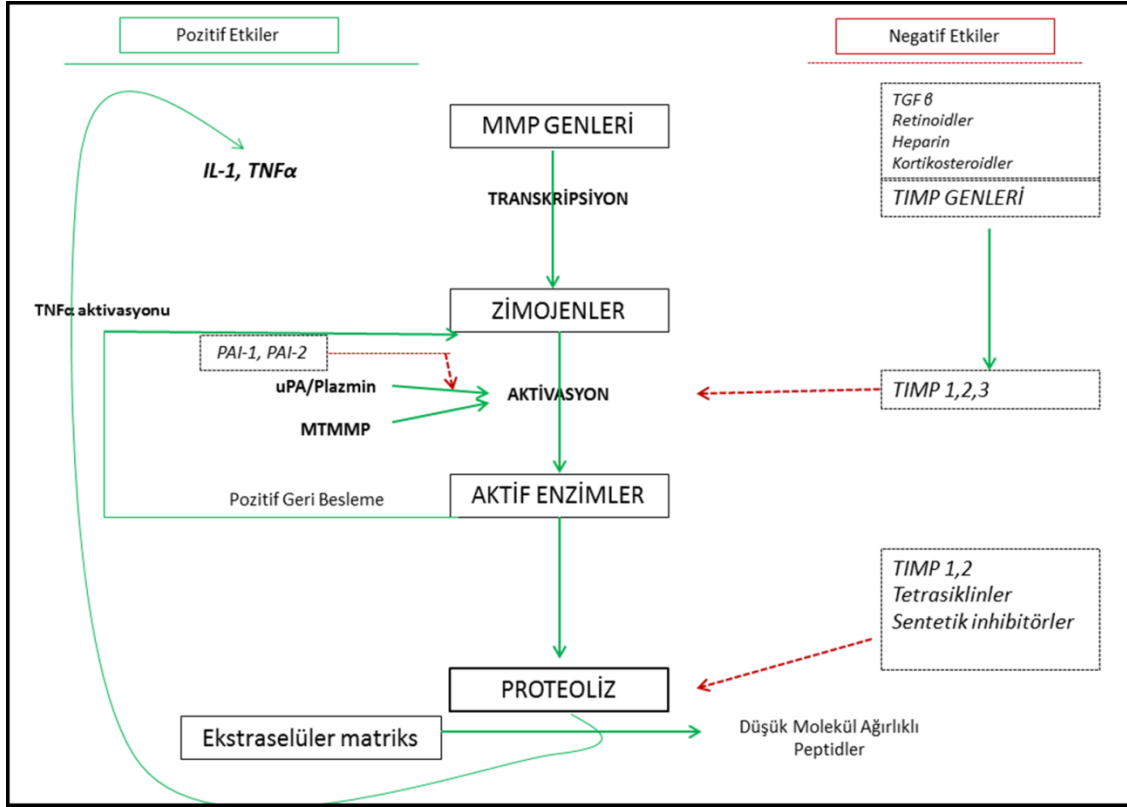 Pozitif Etkiler
Negatif Etkiler
TGF β
Retinoidler
Heparin
Kortikosteroidler
TIMP GENLERİ
MMP GENLERİ
IL-1, TNFα
TRANSKRİPSİYON
TNFα aktivasyonu
ZİMOJENLER
PAI-1, PAI-2
uPA/Plazmin
AKTİVASYON
TIMP 1,2,3
MTMMP
Pozitif Geri Besleme
AKTİF ENZİMLER
TIMP 1,2
Tetrasiklinler
Sentetik inhibitörler
PROTEOLİZ
Ekstraselüler matriks
Düşük Molekül Ağırlıklı
Peptidler